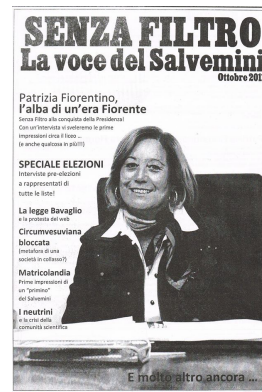 SENZA FILTRO
La voce del Salvemini
Ottobre 201
Patrizia Fiorentino,
l'alba di un'era Fiorente
Senza Filtro alla conquista della Presidenza!
Con un'intervista vi sveleremo le prime
impressioni circa il liceo ...
(e anche qualcosa in più!!!)
SPECIALE ELEZIONI
Interviste pre-elezioni
a rappresentati di
tutte le liste!
La legge Bavaglio
e la protesta del web
Circumvesuviana
bloccata
(metafora di una
società in collasso?)
Matricolandia
Prime impressioni di
un "primino"
del Salvemini
I neutrini
e la crisi della
comunità scientifica
E molto altro ancora ...